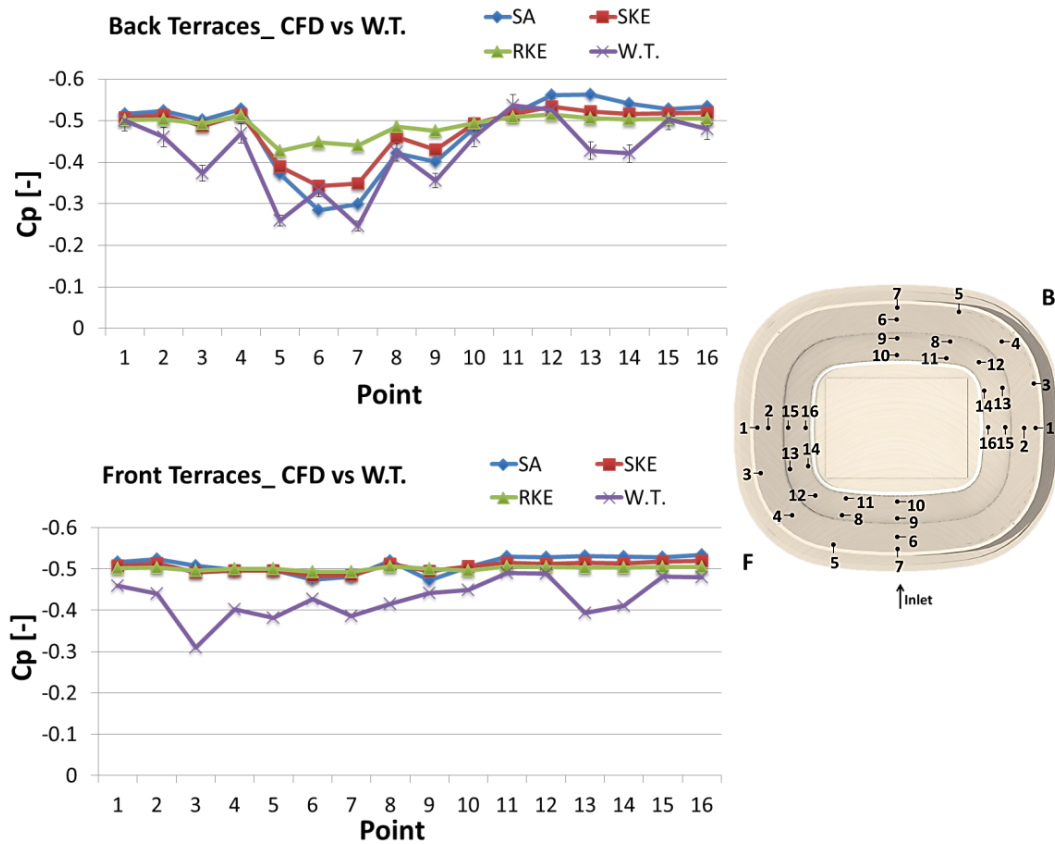 Back Terraces_ CFD vs W.T.
SA
SKE
RKE
W.T.
-0.6
-0.5
-0.4
-0.3
-0.2
-0.1
0
Cp [-]
1 2 3 4 5 6 7 8 9 10 11 12 13 14 15 16
Point
Front Terraces_ CFD vs W.T.
SA
SKE
RKE
W.T.
-0.6
-0.5
-0.4
-0.3
-0.2
-0.1
0
Cp [-]
1 2 3 4 5 6 7 8 9 10 11 12 13 14 15 16
Point
7 5 B
6
9 8 4
10 11 12
3
14 13
1 2 15 16
16 15 2 1
3 13 14
12 11 10
4 8 9
5 6
F 7
Inlet